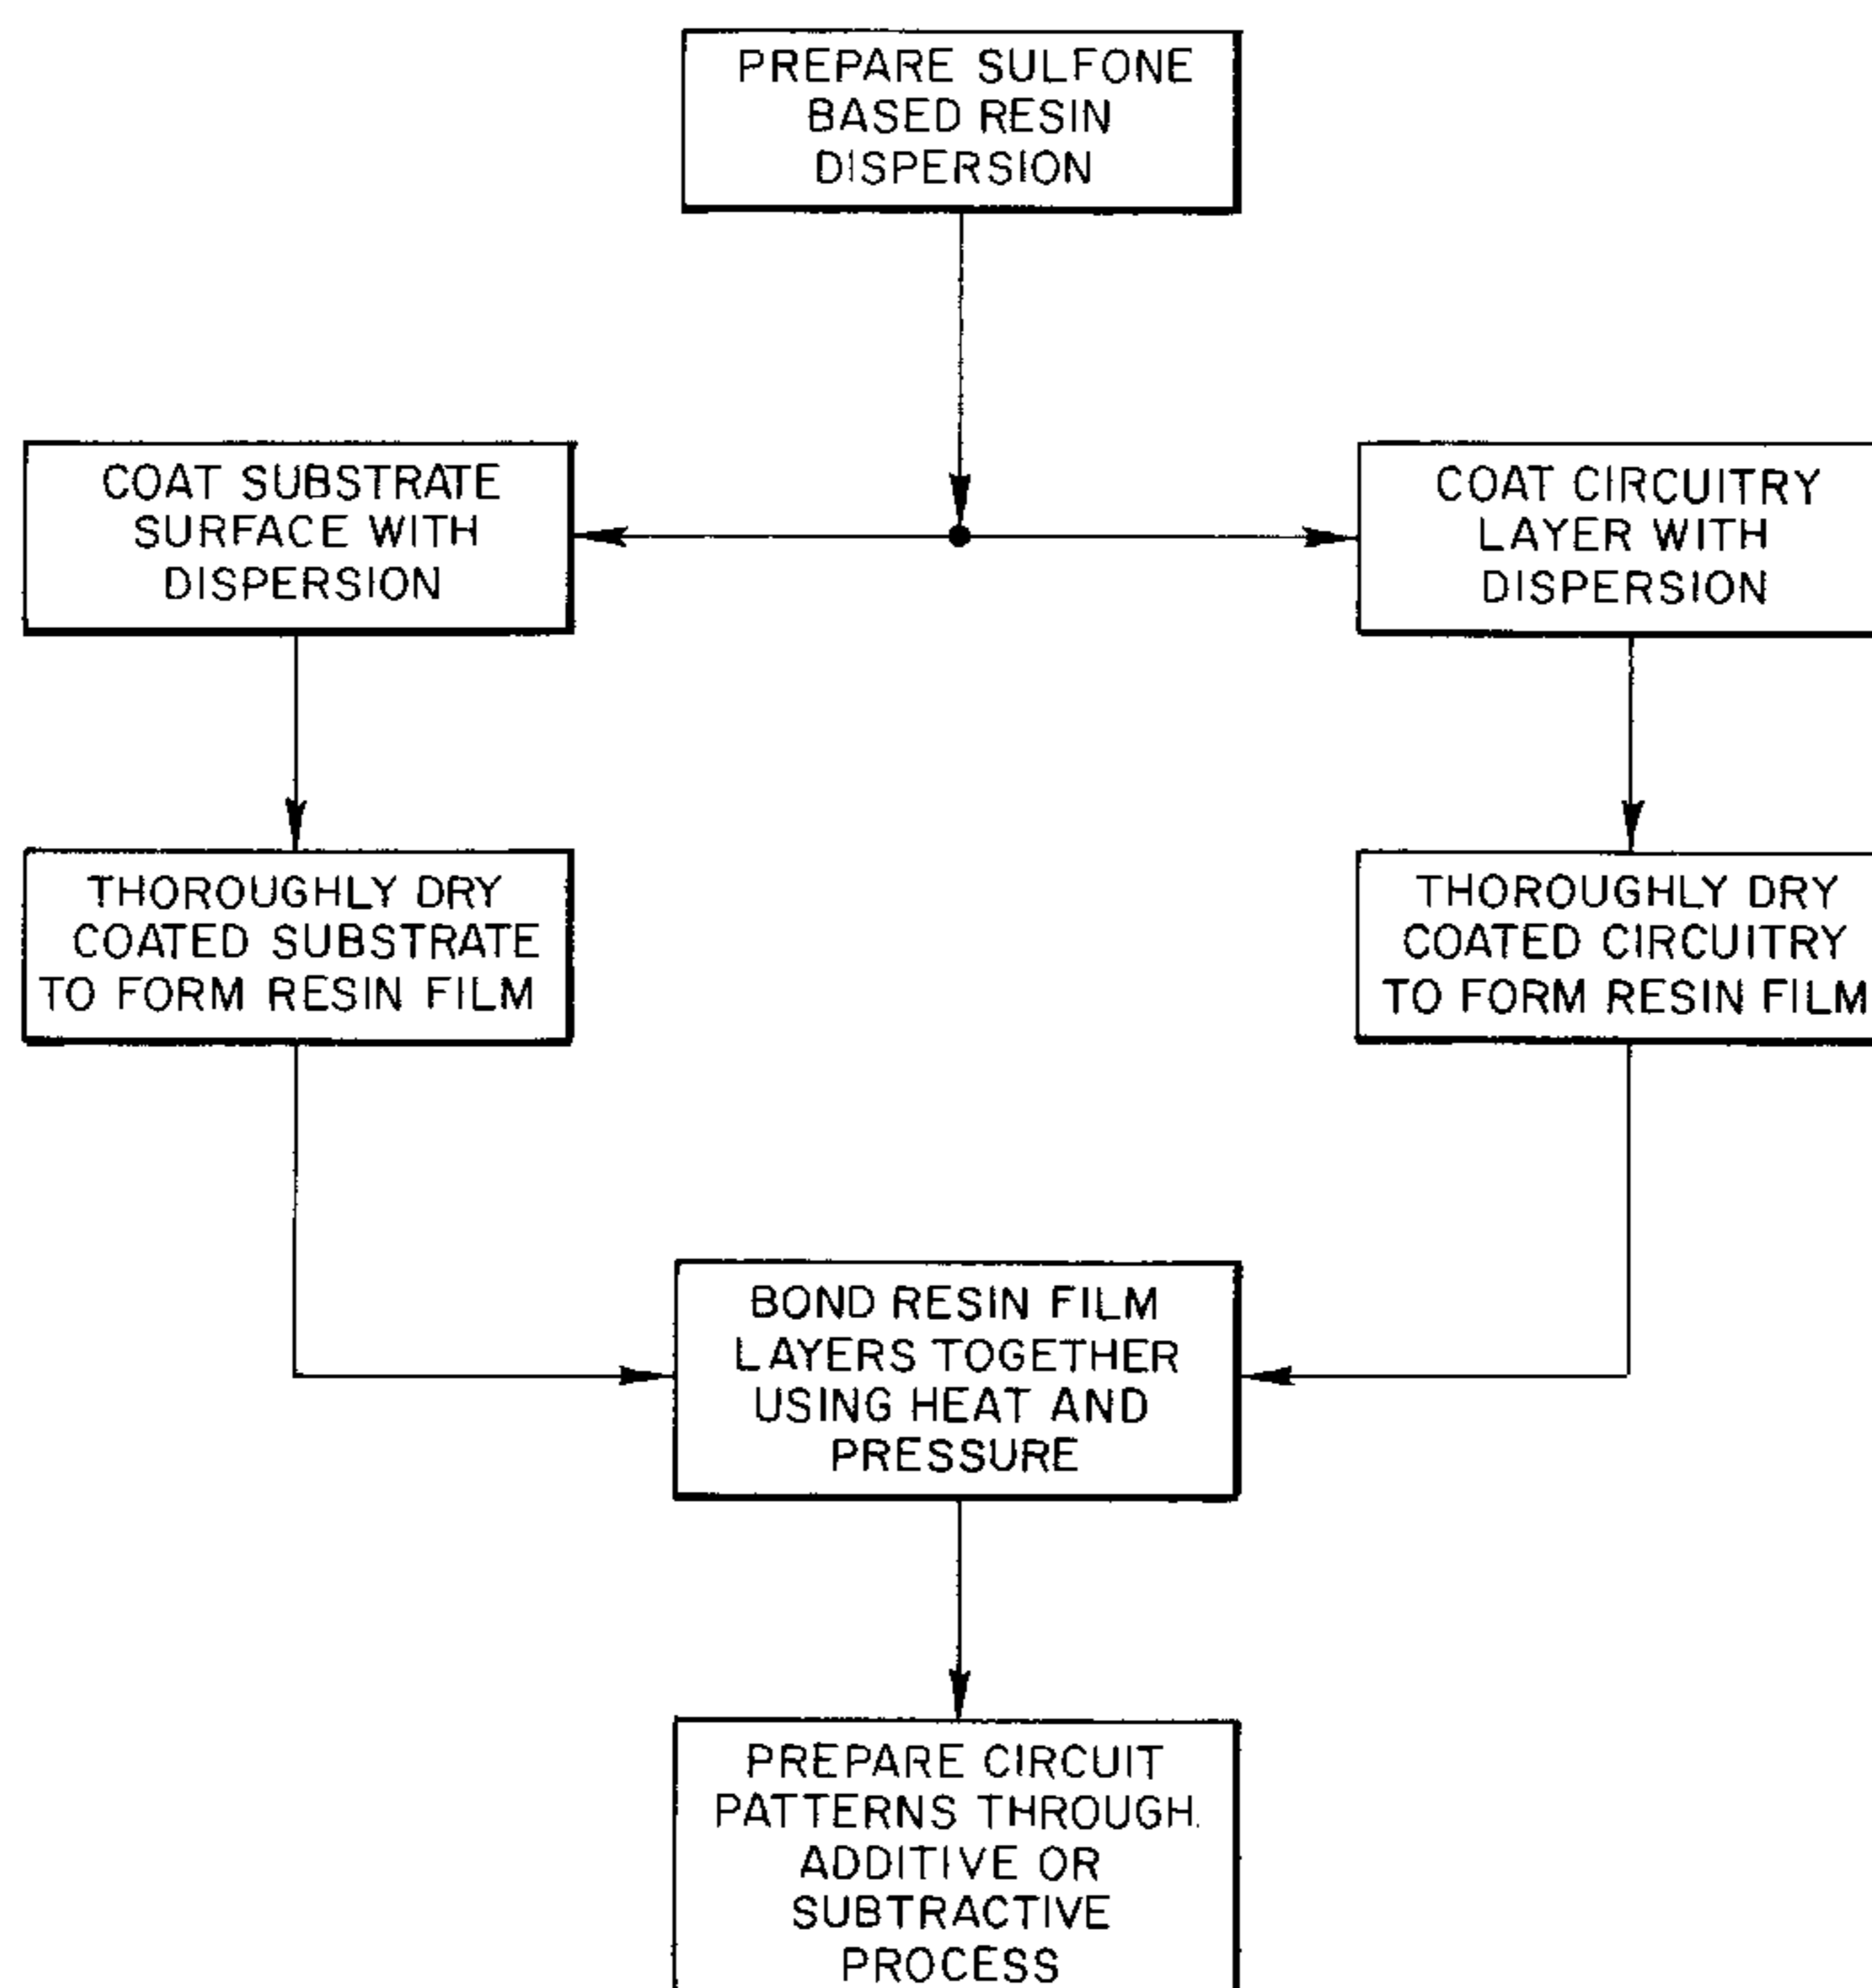 PREPARE SULFONE
BASED RESIN
DISPERSION
COAT SUBSTRATE
SURFACE WITH
DISPERSION
COAT CIRCUITRY
LAYER WITH
DISPERSION
THOROUGHLY DRY
COATED SUBSTRATE
TO FORM RESIN FILM
THOROUGHLY DRY
COATED CIRCUITRY
TO FORM RESIN FILM
BOND RESIN FILM
LAYERS TOGETHER
USING HEAT AND
PRESSURE
PREPARE CIRCUIT
PATTERNS THROUGH
ADDITIVE OR
SUBTRACTIVE
PROCESS